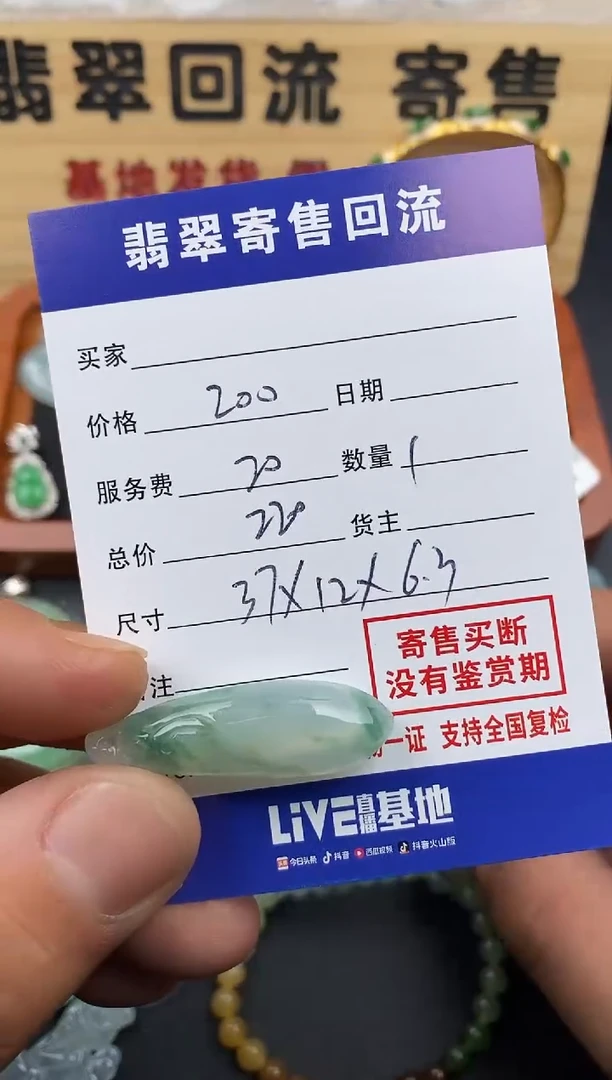 翡翠回流 寄售
基地发货
翡翠寄售回流
买家
价格 200 日期
服务费 20 数量 1
总价 220 货主
尺寸 37X12X6.3
注
寄售买断
没有鉴赏期
一证 支持全国复检
LiVE直播基地
今日头条 抖音 西瓜视频 抖音火山版